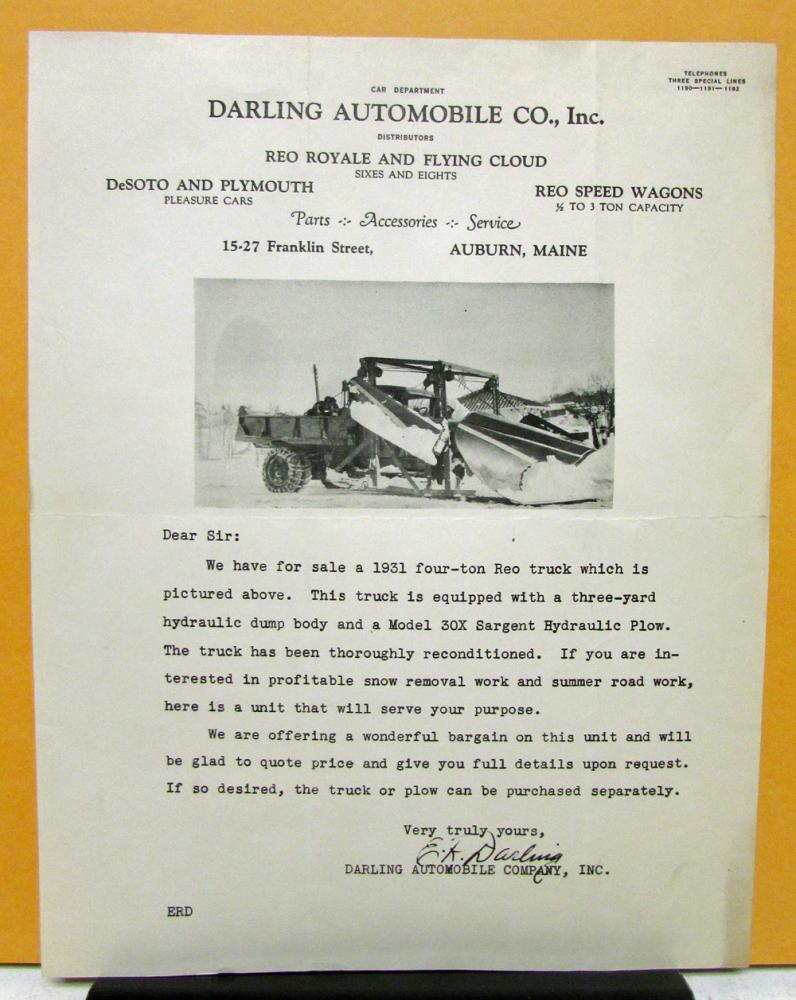 TELEPHONES
THREE SPECIAL LINES
1190—1191—1192
CAR DEPARTMENT
DARLING AUTOMOBILE CO., Inc.
DISTRIBUTORS
REO ROYALE AND FLYING CLOUD
SIXES AND EIGHTS
DeSOTO AND PLYMOUTH
PLEASURE CARS
REO SPEED WAGONS
½ TO 3 TON CAPACITY
Parts -:- Accessories -:- Service
15-27 Franklin Street, AUBURN, MAINE
Dear Sir:
We have for sale a 1931 four-ton Reo truck which is
pictured above. This truck is equipped with a three-yard
hydraulic dump body and a Model 30X Sargent Hydraulic Plow.
The truck has been thoroughly reconditioned. If you are in-
terested in profitable snow removal work and summer road work,
here is a unit that will serve your purpose.
We are offering a wonderful bargain on this unit and will
be glad to quote price and give you full details upon request.
If so desired, the truck or plow can be purchased separately.
Very truly yours,
Darling
DARLING AUTOMOBILE COMPANY, INC.
ERD